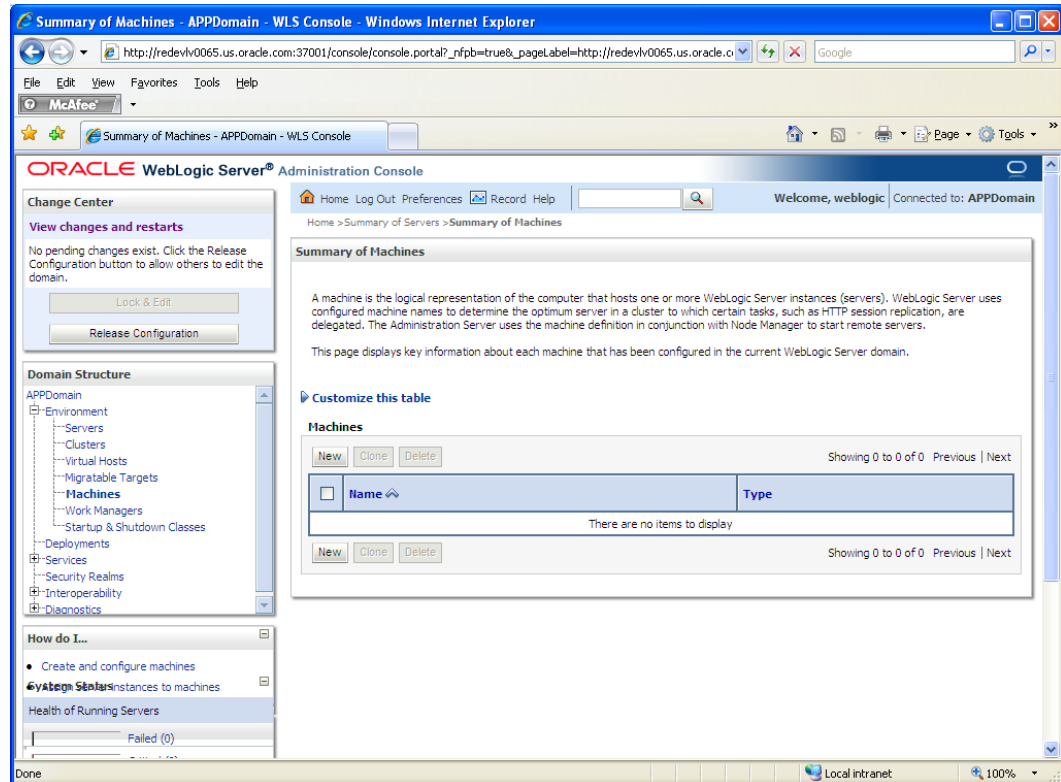 Summary of Machines - APPDomain - WLS Console - Windows Internet Explorer
http://redevlv0065.us.oracle.com:37001/console/console.portal?_nfpb=true&_pageLabel=http://redevlv0065.us.oracle.c
Google
File Edit View Favorites Tools Help
McAfee
Summary of Machines - APPDomain - WLS Console
Page Tools
ORACLE WebLogic Server® Administration Console
Change Center
View changes and restarts
No pending changes exist. Click the Release
Configuration button to allow others to edit the
domain.
Lock & Edit
Release Configuration
Domain Structure
APPDomain
Environment
Servers
Clusters
Virtual Hosts
Migratable Targets
Machines
Work Managers
Startup & Shutdown Classes
Deployments
Services
Security Realms
Interoperability
Diagnostics
How do I...
Create and configure machines
Assign server instances to machines
System Status
Health of Running Servers
Failed (0)
Home Log Out Preferences Record Help
Welcome, weblogic Connected to: APPDomain
Home >Summary of Servers >Summary of Machines
Summary of Machines
A machine is the logical representation of the computer that hosts one or more WebLogic Server instances (servers). WebLogic Server uses
configured machine names to determine the optimum server in a cluster to which certain tasks, such as HTTP session replication, are
delegated. The Administration Server uses the machine definition in conjunction with Node Manager to start remote servers.
This page displays key information about each machine that has been configured in the current WebLogic Server domain.
Customize this table
Machines
New Clone Delete Showing 0 to 0 of 0 Previous | Next
Name Type
There are no items to display
New Clone Delete Showing 0 to 0 of 0 Previous | Next
Done Local intranet 100%